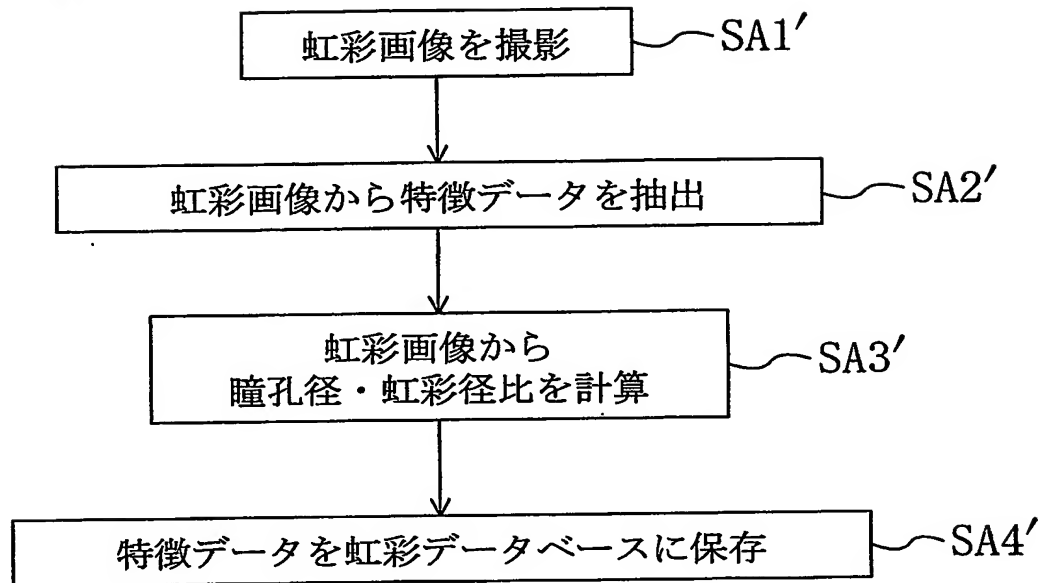 虹彩画像を撮影
SA1′
虹彩画像から特徴データを抽出
SA2′
虹彩画像から
瞳孔径・虹彩径比を計算
SA3′
特徴データを虹彩データベースに保存
SA4′